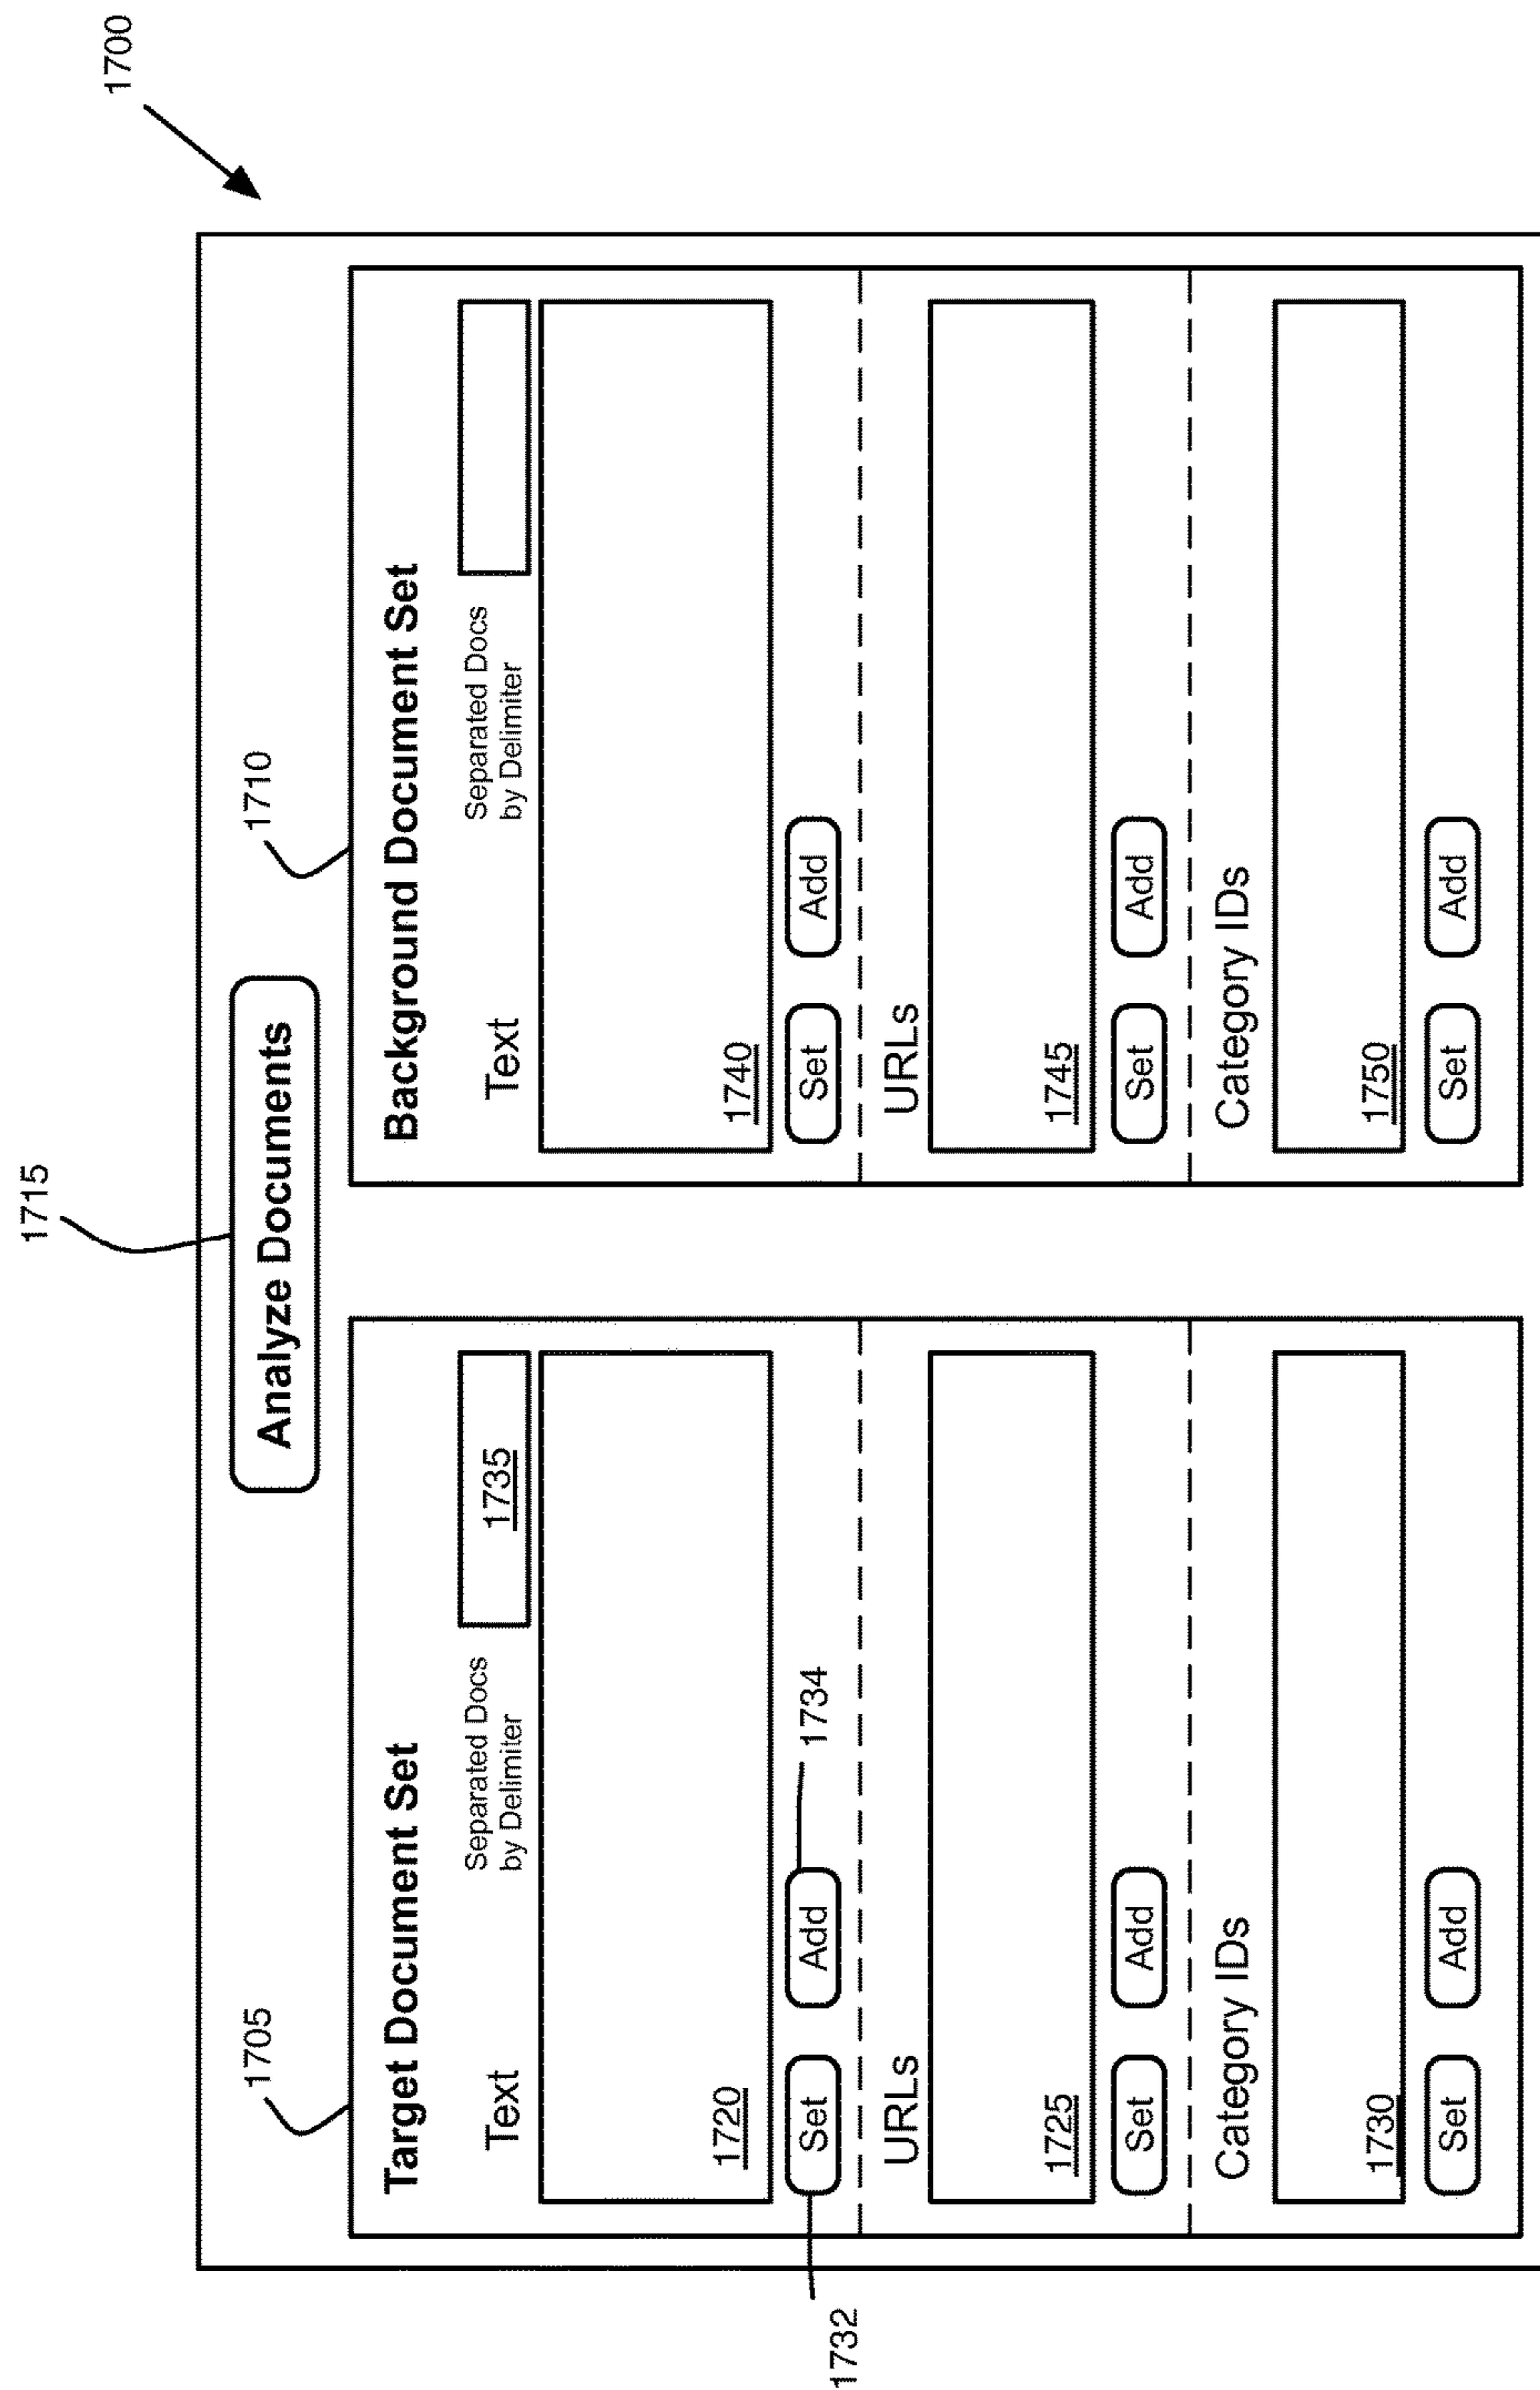 1700
1715
Analyze Documents
1705
1710
Target Document Set
Text
Separated Docs
by Delimiter
1735
1720
Set
Add
1732
1734
URLs
1725
Set
Add
Category IDs
1730
Set
Add
Background Document Set
Text
Separated Docs
by Delimiter
1740
Set
Add
URLs
1745
Set
Add
Category IDs
1750
Set
Add